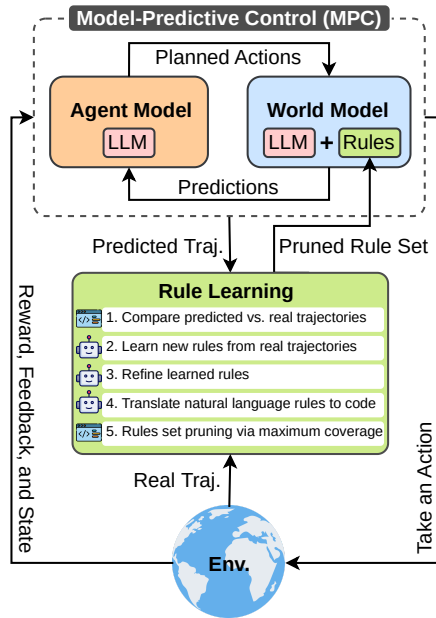 Model-Predictive Control (MPC)
Planned Actions
Agent Model
LLM
World Model
LLM + Rules
Predictions
Predicted Traj.
Pruned Rule Set
Rule Learning
1. Compare predicted vs. real trajectories
2. Learn new rules from real trajectories
3. Refine learned rules
4. Translate natural language rules to code
5. Rules set pruning via maximum coverage
Real Traj.
Env.
Reward, Feedback, and State
Take an Action